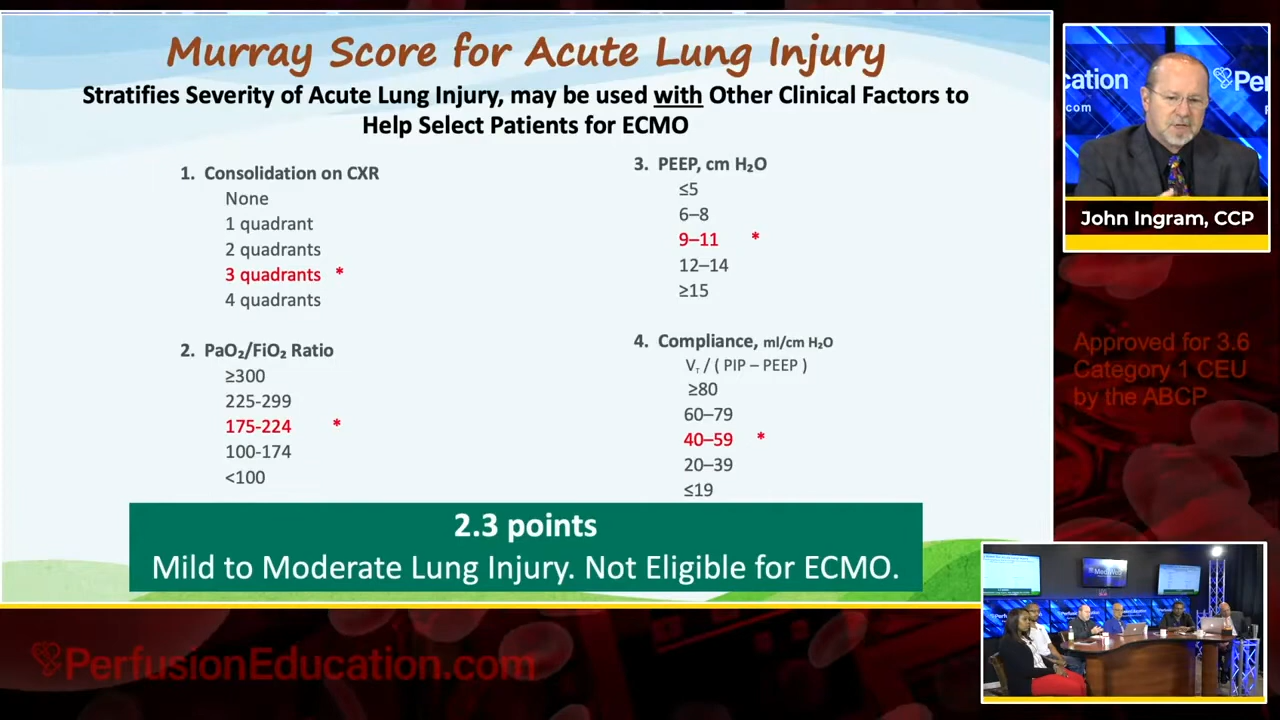 Murray Score for Acute Lung Injury
Stratifies Severity of Acute Lung Injury, may be used with Other Clinical Factors to
Help Select Patients for ECMO
1. Consolidation on CXR
None
1 quadrant
2 quadrants
3 quadrants *
4 quadrants
2. PaO₂/FiO₂ Ratio
≥300
225-299
175-224 *
100-174
<100
3. PEEP, cm H₂O
≤5
6–8
9–11 *
12–14
≥15
4. Compliance, ml/cm H₂O
V_T / ( PIP – PEEP )
≥80
60–79
40–59 *
20–39
≤19
2.3 points
Mild to Moderate Lung Injury. Not Eligible for ECMO.
cation
.com
Per
John Ingram, CCP
Approved for 3.6
Category 1 CEU
by the ABCP
PerfusionEducation.com